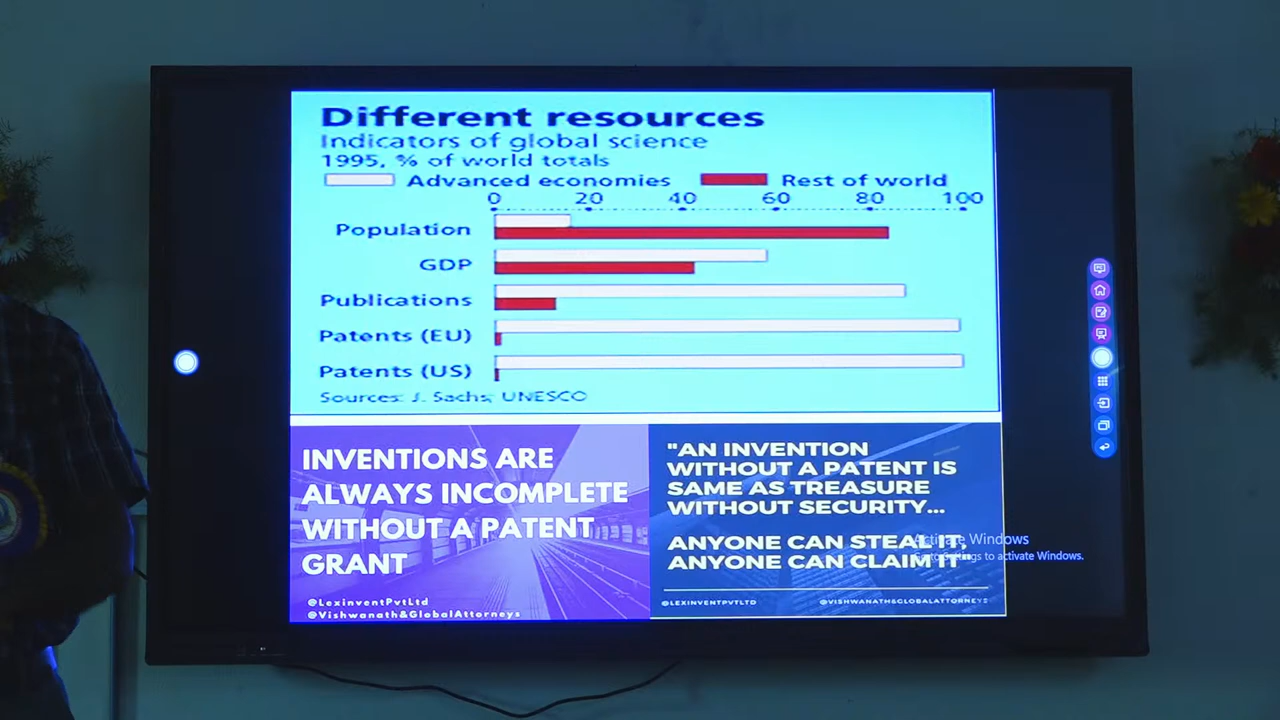 Different resources
Indicators of global science
1995, % of world totals
Advanced economies Rest of world
0 20 40 60 80 100
Population
GDP
Publications
Patents (EU)
Patents (US)
Sources: J. Sachs; UNESCO
INVENTIONS ARE
ALWAYS INCOMPLETE
WITHOUT A PATENT
GRANT
@LexinventPvtLtd
@Vishwanath&GlobalAttorneys
"AN INVENTION
WITHOUT A PATENT IS
SAME AS TREASURE
WITHOUT SECURITY...
ANYONE CAN STEAL IT,
ANYONE CAN CLAIM IT"
@LEXINVENTPVTLTD @VISHWANATH&GLOBALATTORNEYS
Activate Windows
Go to Settings to activate Windows.